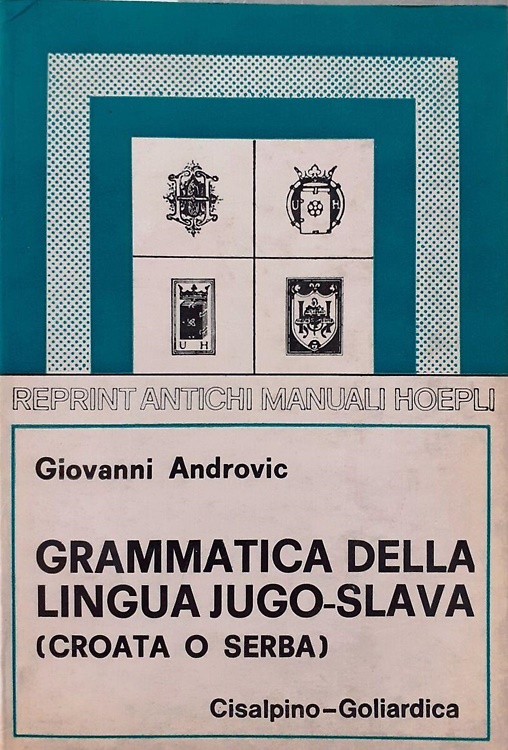 U H
U H
REPRINT ANTICHI MANUALI HOEPLI
Giovanni Androvic
GRAMMATICA DELLA
LINGUA JUGO-SLAVA
(CROATA O SERBA)
Cisalpino-Goliardica